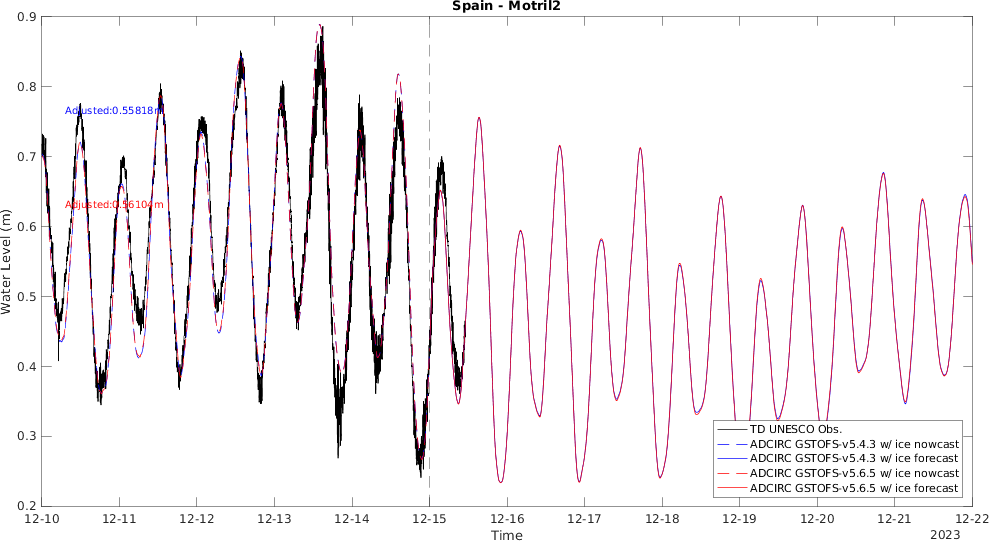 Spain - Motril2
0.9
0.8
0.7
0.6
0.5
0.4
0.3
0.2
Water Level (m)
Adjusted:0.55818m
Adjusted:0.56104m
TD UNESCO Obs.
ADCIRC GSTOFS-v5.4.3 w/ ice nowcast
ADCIRC GSTOFS-v5.4.3 w/ ice forecast
ADCIRC GSTOFS-v5.6.5 w/ ice nowcast
ADCIRC GSTOFS-v5.6.5 w/ ice forecast
12-10 12-11 12-12 12-13 12-14 12-15 12-16 12-17 12-18 12-19 12-20 12-21 12-22
Time
2023